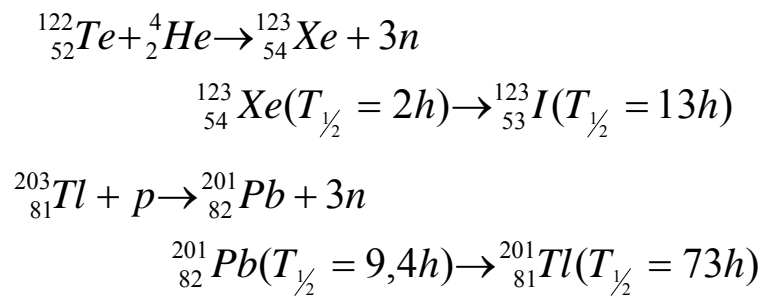 ¹²²₅₂Te+⁴₂He→¹²³₅₄Xe + 3n
¹²³₅₄Xe(T½ = 2h)→¹²³₅₃I(T½ = 13h)
²⁰³₈₁Tl + p→²⁰¹₈₂Pb + 3n
²⁰¹₈₂Pb(T½ = 9,4h)→²⁰¹₈₁Tl(T½ = 73h)